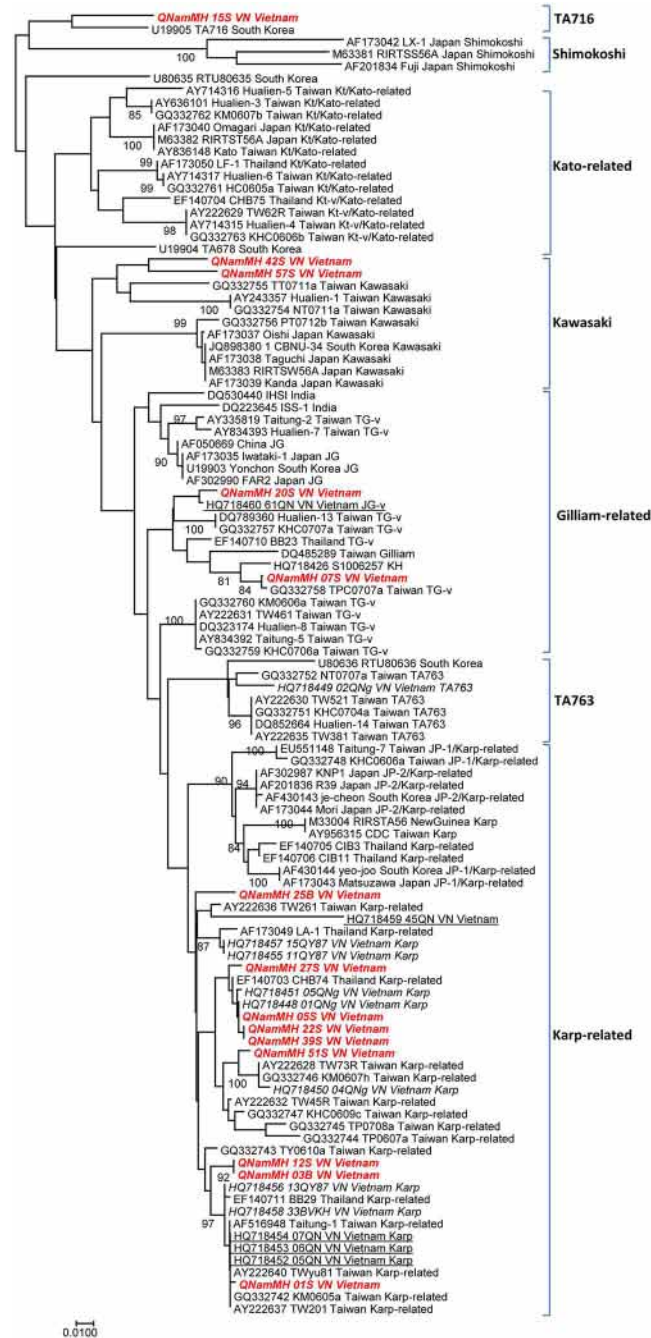 QNamMH 15S VN Vietnam
U19905 TA716 South Korea
TA716
AF173042 LX-1 Japan Shimokoshi
100
M63381 RIRTSS56A Japan Shimokoshi
AF201834 Fuji Japan Shimokoshi
Shimokoshi
U80635 RTU80635 South Korea
AY714316 Hualien-5 Taiwan Kt/Kato-related
AY636101 Hualien-3 Taiwan Kt/Kato-related
85
GQ332762 KM0607b Taiwan Kt/Kato-related
AF173040 Omagari Japan Kt/Kato-related
M63382 RIRTST56A Japan Kt/Kato-related
100
AY836148 Kato Taiwan Kt/Kato-related
99
AF173050 LF-1 Thailand Kt/Kato-related
AY714317 Hualien-6 Taiwan Kt/Kato-related
99
GQ332761 HC0605a Taiwan Kt/Kato-related
EF140704 CHB75 Thailand Kt-v/Kato-related
AY222629 TW62R Taiwan Kt-v/Kato-related
AY714315 Hualien-4 Taiwan Kt-v/Kato-related
98
GQ332763 KHC0606b Taiwan Kt-v/Kato-related
U19904 TA678 South Korea
Kato-related
QNamMH 42S VN Vietnam
QNamMH 57S VN Vietnam
GQ332755 TT0711a Taiwan Kawasaki
AY243357 Hualien-1 Taiwan Kawasaki
100
GQ332754 NT0711a Taiwan Kawasaki
99
GQ332756 PT0712b Taiwan Kawasaki
AF173037 Oishi Japan Kawasaki
JQ898380 1 CBNU-34 South Korea Kawasaki
AF173038 Taguchi Japan Kawasaki
M63383 RIRTSW56A Japan Kawasaki
AF173039 Kanda Japan Kawasaki
Kawasaki
DQ530440 IHSI India
DQ223645 ISS-1 India
97
AY335819 Taitung-2 Taiwan TG-v
AY834393 Hualien-7 Taiwan TG-v
AF050669 China JG
90
AF173035 Iwataki-1 Japan JG
U19903 Yonchon South Korea JG
AF302990 FAR2 Japan JG
QNamMH 20S VN Vietnam
HQ718460 61QN VN Vietnam JG-v
DQ789360 Hualien-13 Taiwan TG-v
100
GQ332757 KHC0707a Taiwan TG-v
EF140710 BB23 Thailand TG-v
DQ485289 Taiwan Gilliam
HQ718426 S1006257 KH
81
QNamMH 07S VN Vietnam
84
GQ332758 TPC0707a Taiwan TG-v
GQ332760 KM0606a Taiwan TG-v
AY222631 TW461 Taiwan TG-v
100
DQ323174 Hualien-8 Taiwan TG-v
AY834392 Taitung-5 Taiwan TG-v
GQ332759 KHC0706a Taiwan TG-v
Gilliam-related
U80636 RTU80636 South Korea
GQ332752 NT0707a Taiwan TA763
HQ718449 02QNg VN Vietnam TA763
AY222630 TW521 Taiwan TA763
GQ332751 KHC0704a Taiwan TA763
96
DQ852664 Hualien-14 Taiwan TA763
AY222635 TW381 Taiwan TA763
TA763
100
EU551148 Taitung-7 Taiwan JP-1/Karp-related
GQ332748 KHC0606a Taiwan JP-1/Karp-related
90
AF302987 KNP1 Japan JP-2/Karp-related
94
AF201836 R39 Japan JP-2/Karp-related
AF430143 je-cheon South Korea JP-2/Karp-related
AF173044 Mori Japan JP-2/Karp-related
100
M33004 RIRSTA56 NewGuinea Karp
AY956315 CDC Taiwan Karp
84
EF140705 CIB3 Thailand Karp-related
EF140706 CIB11 Thailand Karp-related
AF430144 yeo-joo South Korea JP-1/Karp-related
100
AF173043 Matsuzawa Japan JP-1/Karp-related
QNamMH 25B VN Vietnam
AY222636 TW261 Taiwan Karp-related
HQ718459 45QN VN Vietnam
AF173049 LA-1 Thailand Karp-related
87
HQ718457 15QY87 VN Vietnam Karp
HQ718455 11QY87 VN Vietnam Karp
QNamMH 27S VN Vietnam
EF140703 CHB74 Thailand Karp-related
HQ718451 05QNg VN Vietnam Karp
HQ718448 01QNg VN Vietnam Karp
QNamMH 05S VN Vietnam
QNamMH 22S VN Vietnam
QNamMH 39S VN Vietnam
QNamMH 51S VN Vietnam
AY222628 TW73R Taiwan Karp-related
100
GQ332746 KM0607h Taiwan Karp-related
HQ718450 04QNg VN Vietnam Karp
AY222632 TW45R Taiwan Karp-related
GQ332747 KHC0609c Taiwan Karp-related
GQ332745 TP0708a Taiwan Karp-related
GQ332744 TP0607a Taiwan Karp-related
GQ332743 TY0610a Taiwan Karp-related
QNamMH 12S VN Vietnam
92
QNamMH 03B VN Vietnam
HQ718456 13QY87 VN Vietnam Karp
EF140711 BB29 Thailand Karp-related
HQ718458 33BVKH VN Vietnam Karp
97
AF516948 Taitung-1 Taiwan Karp-related
HQ718454 07QN VN Vietnam Karp
HQ718453 06QN VN Vietnam Karp
HQ718452 05QN VN Vietnam Karp
AY222640 TWyu81 Taiwan Karp-related
QNamMH 01S VN Vietnam
GQ332742 KM0605a Taiwan Karp-related
AY222637 TW201 Taiwan Karp-related
Karp-related
0.0100